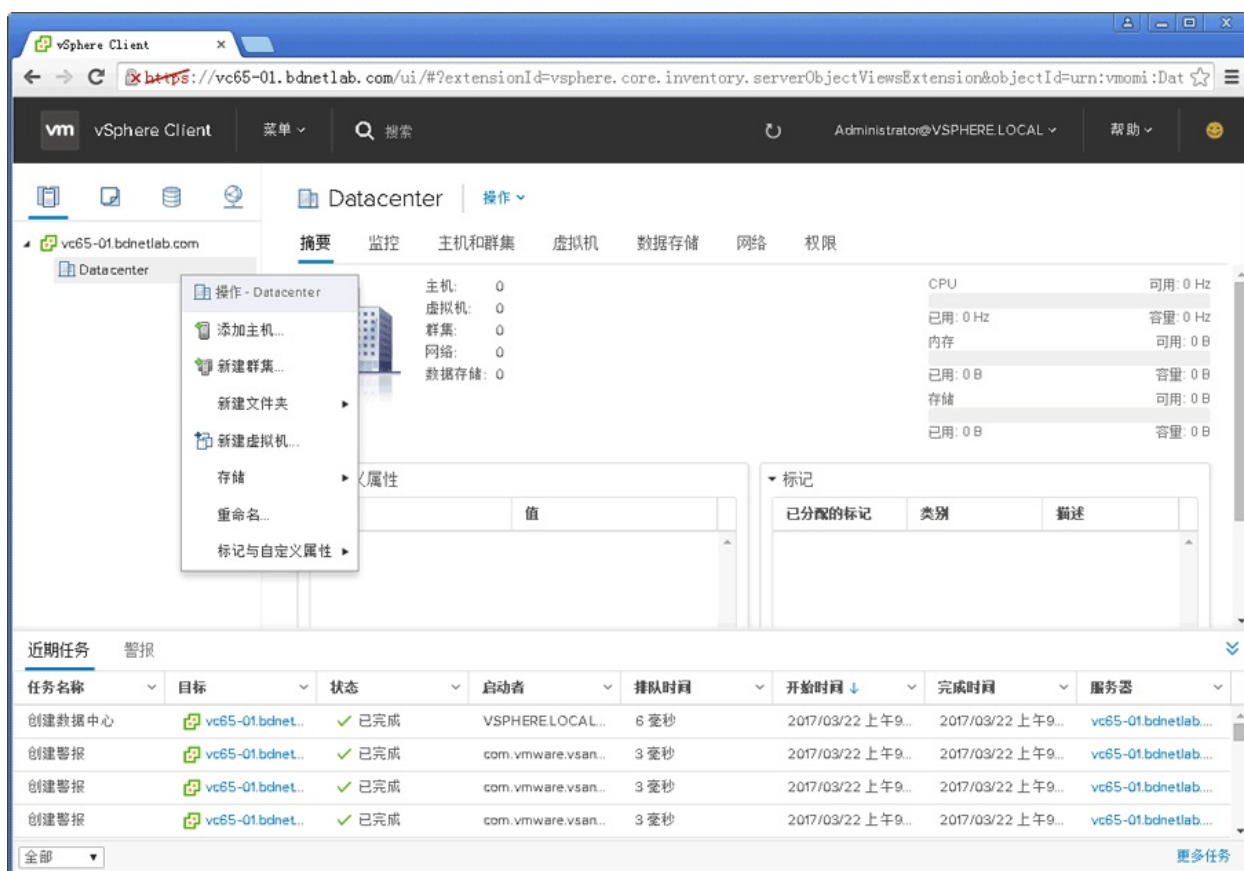 vSphere Client
https://vc65-01.bdnetlab.com/ui/#?extensionId=vsphere.core.inventory.serverObjectViewsExtension&objectId=urn:vmomi:Dat
vm vSphere Client 菜单 搜索 Administrator@VSPHERE.LOCAL 帮助
Datacenter 操作
vc65-01.bdnetlab.com
Datacenter
摘要 监控 主机和群集 虚拟机 数据存储 网络 权限
操作 - Datacenter
添加主机...
新建群集...
新建文件夹
新建虚拟机...
存储
重命名...
标记与自定义属性
主机: 0
虚拟机: 0
群集: 0
网络: 0
数据存储: 0
CPU 可用: 0 Hz
已用: 0 Hz 容量: 0 Hz
内存 可用: 0 B
已用: 0 B 容量: 0 B
存储 可用: 0 B
已用: 0 B 容量: 0 B
属性
值
标记
已分配的标记 类别 描述
近期任务 警报
任务名称 目标 状态 启动者 排队时间 开始时间 完成时间 服务器
创建数据中心 vc65-01.bdnet... 已完成 VSPHERE.LOCAL... 6 毫秒 2017/03/22 上午9... 2017/03/22 上午9... vc65-01.bdnetlab....
创建警报 vc65-01.bdnet... 已完成 com.vmware.vsan... 3 毫秒 2017/03/22 上午9... 2017/03/22 上午9... vc65-01.bdnetlab....
创建警报 vc65-01.bdnet... 已完成 com.vmware.vsan... 3 毫秒 2017/03/22 上午9... 2017/03/22 上午9... vc65-01.bdnetlab....
创建警报 vc65-01.bdnet... 已完成 com.vmware.vsan... 3 毫秒 2017/03/22 上午9... 2017/03/22 上午9... vc65-01.bdnetlab....
全部 更多任务